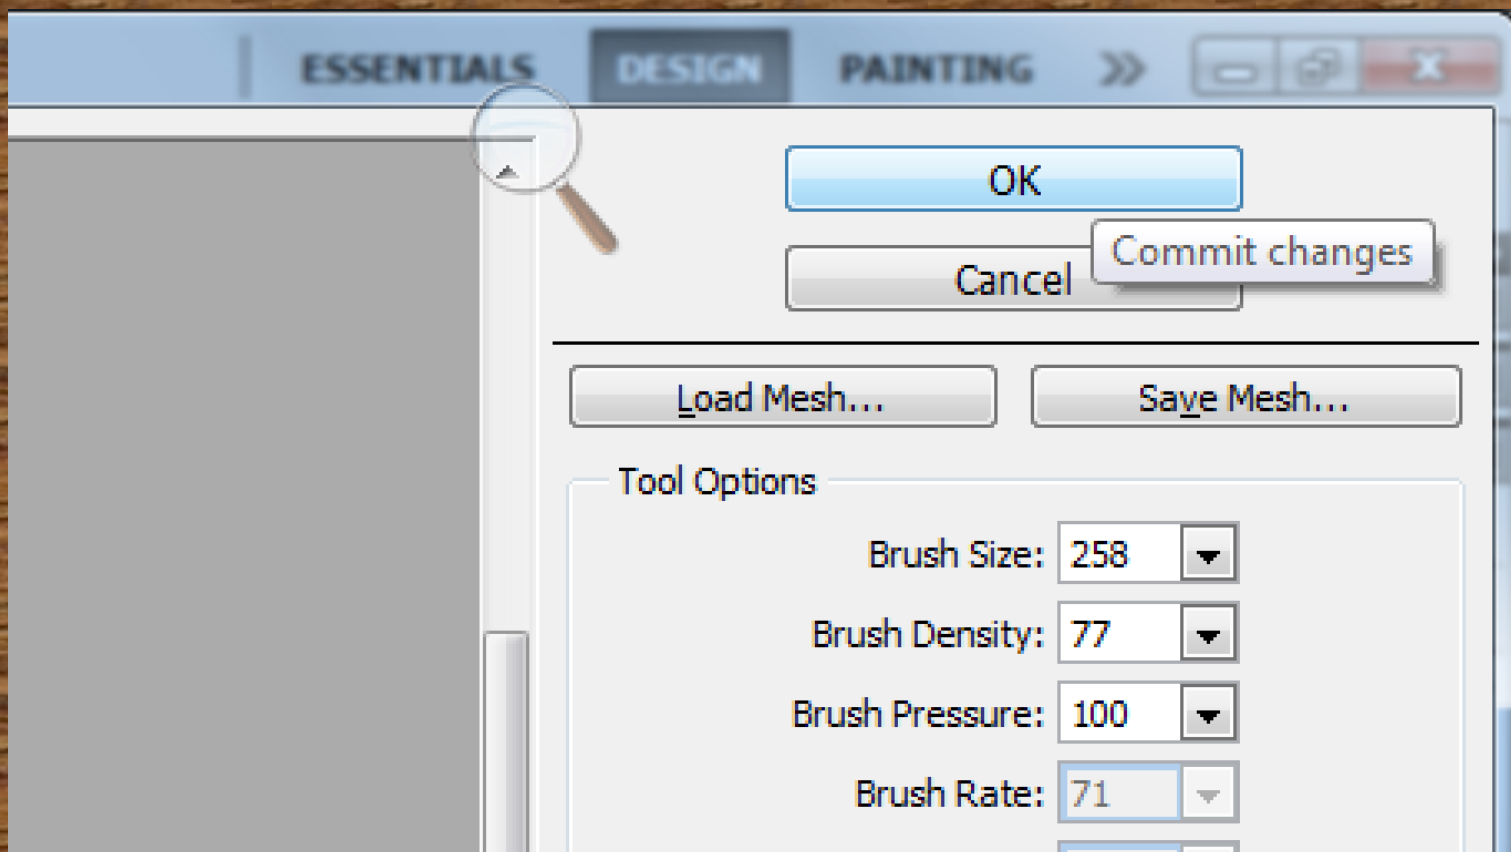 ESSENTIALS DESIGN PAINTING
OK
Commit changes
Cancel
Load Mesh... Save Mesh...
Tool Options
Brush Size: 258
Brush Density: 77
Brush Pressure: 100
Brush Rate: 71